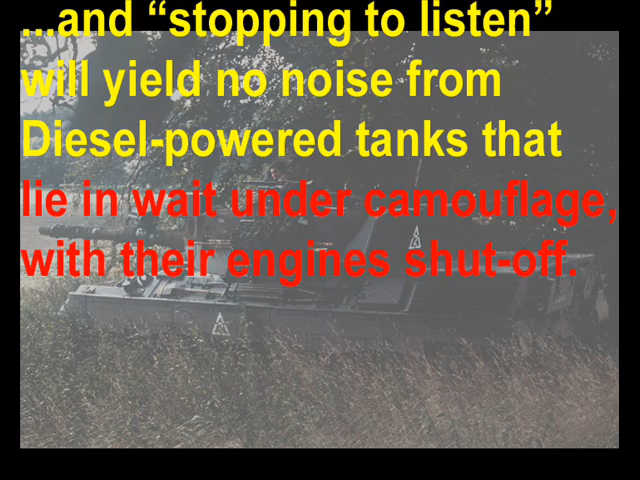 ...and “stopping to listen”
will yield no noise from
Diesel-powered tanks that
lie in wait under camouflage,
with their engines shut-off.